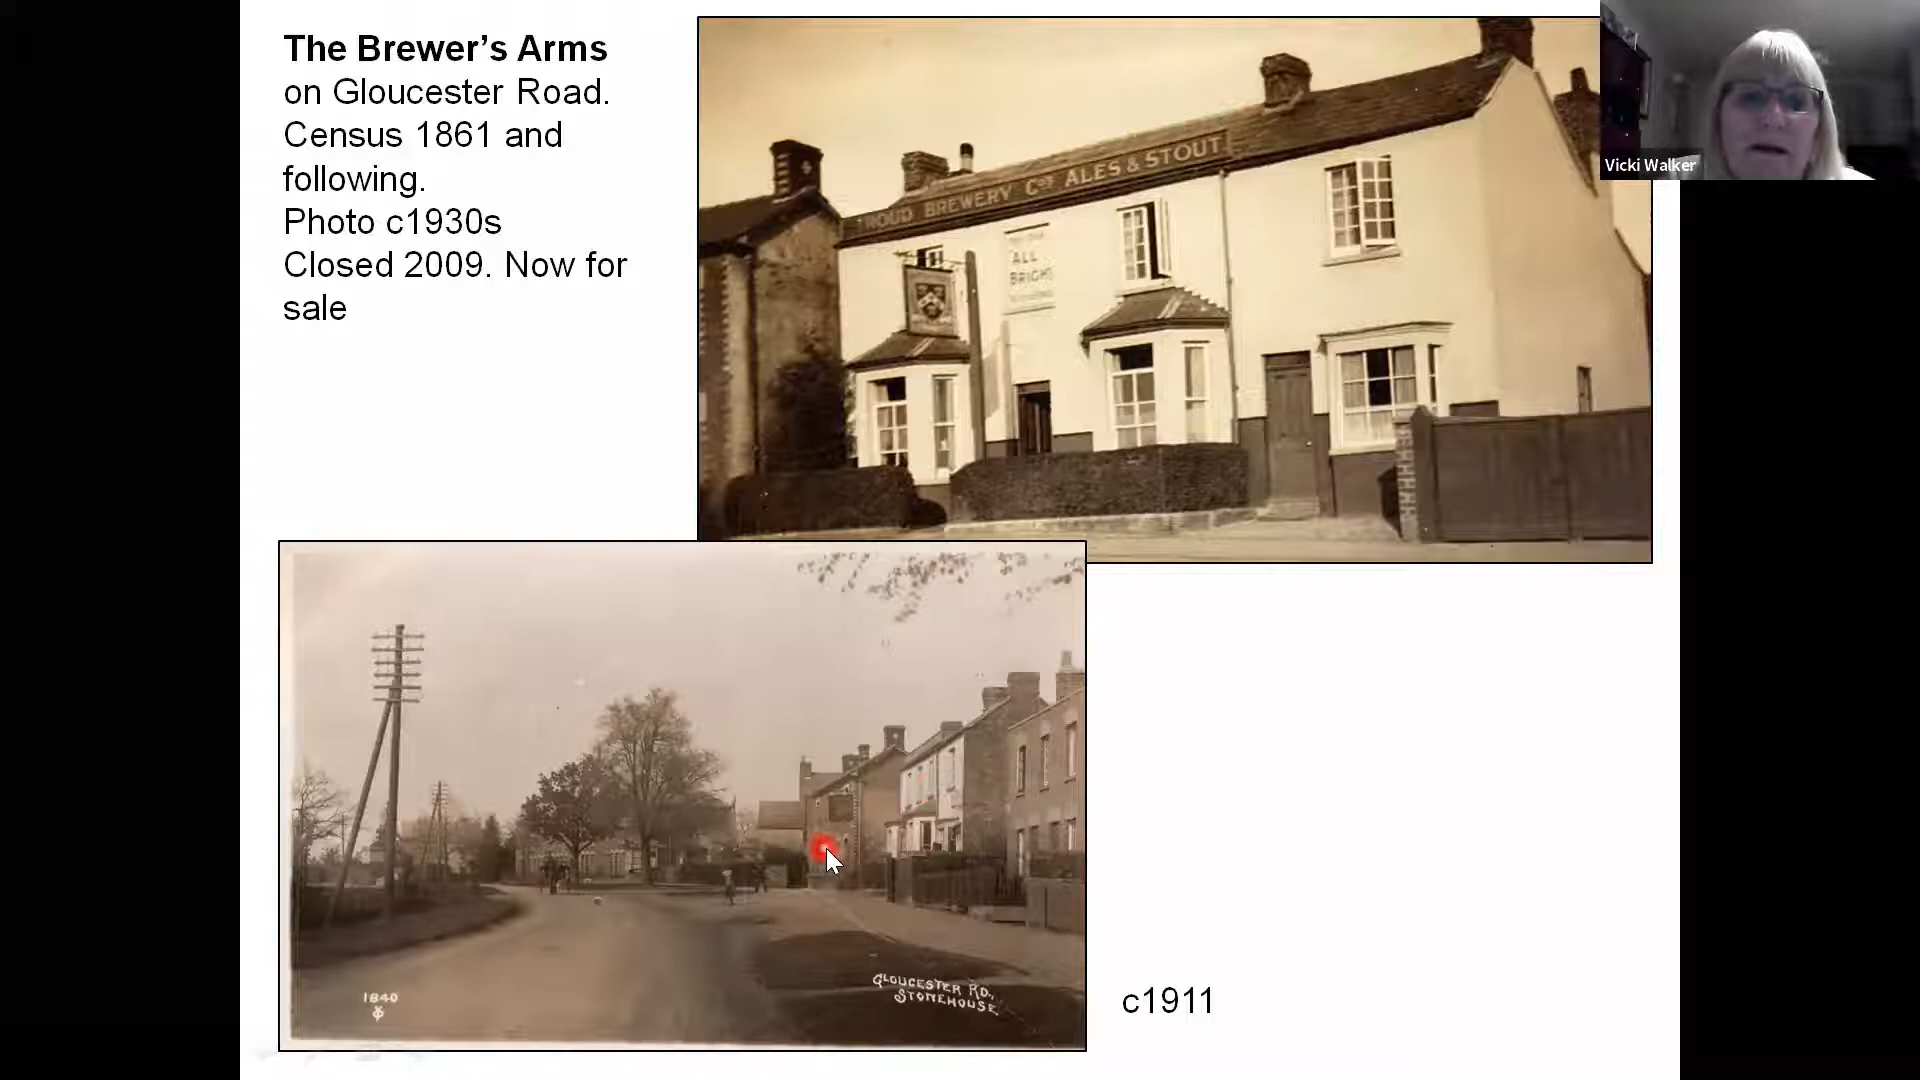 The Brewer's Arms
on Gloucester Road.
Census 1861 and
following.
Photo c1930s
Closed 2009. Now for
sale
ROUD BREWERY Coys ALES & STOUT
ALL
BRIGHT
Vicki Walker
1840
GLOUCESTER RD.,
STONEHOUSE.
c1911